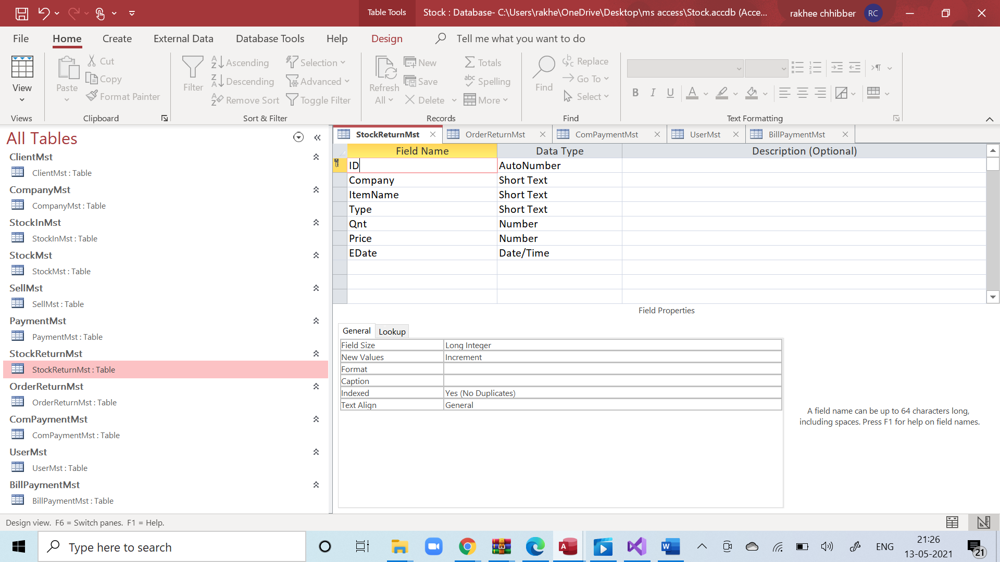 Table Tools
Stock : Database- C:\Users\rakhe\OneDrive\Desktop\ms access\Stock.accdb (Acce...
rakhee chhibber
RC
File
Home
Create
External Data
Database Tools
Help
Design
Tell me what you want to do
View
Views
Paste
Cut
Copy
Format Painter
Clipboard
Filter
Ascending
Descending
Remove Sort
Selection
Advanced
Toggle Filter
Sort & Filter
Refresh
All
New
Save
Delete
Totals
Spelling
More
Records
Find
Replace
Go To
Select
Find
B I U
Text Formatting
All Tables
ClientMst
ClientMst : Table
CompanyMst
CompanyMst : Table
StockInMst
StockInMst : Table
StockMst
StockMst : Table
SellMst
SellMst : Table
PaymentMst
PaymentMst : Table
StockReturnMst
StockReturnMst : Table
OrderReturnMst
OrderReturnMst : Table
ComPaymentMst
ComPaymentMst : Table
UserMst
UserMst : Table
BillPaymentMst
BillPaymentMst : Table
StockReturnMst
OrderReturnMst
ComPaymentMst
UserMst
BillPaymentMst
Field Name Data Type Description (Optional)
ID AutoNumber
Company Short Text
ItemName Short Text
Type Short Text
Qnt Number
Price Number
EDate Date/Time
Field Properties
General Lookup
Field Size Long Integer
New Values Increment
Format
Caption
Indexed Yes (No Duplicates)
Text Align General
A field name can be up to 64 characters long,
including spaces. Press F1 for help on field names.
Design view. F6 = Switch panes. F1 = Help.
Type here to search
ENG
21:26
13-05-2021
21